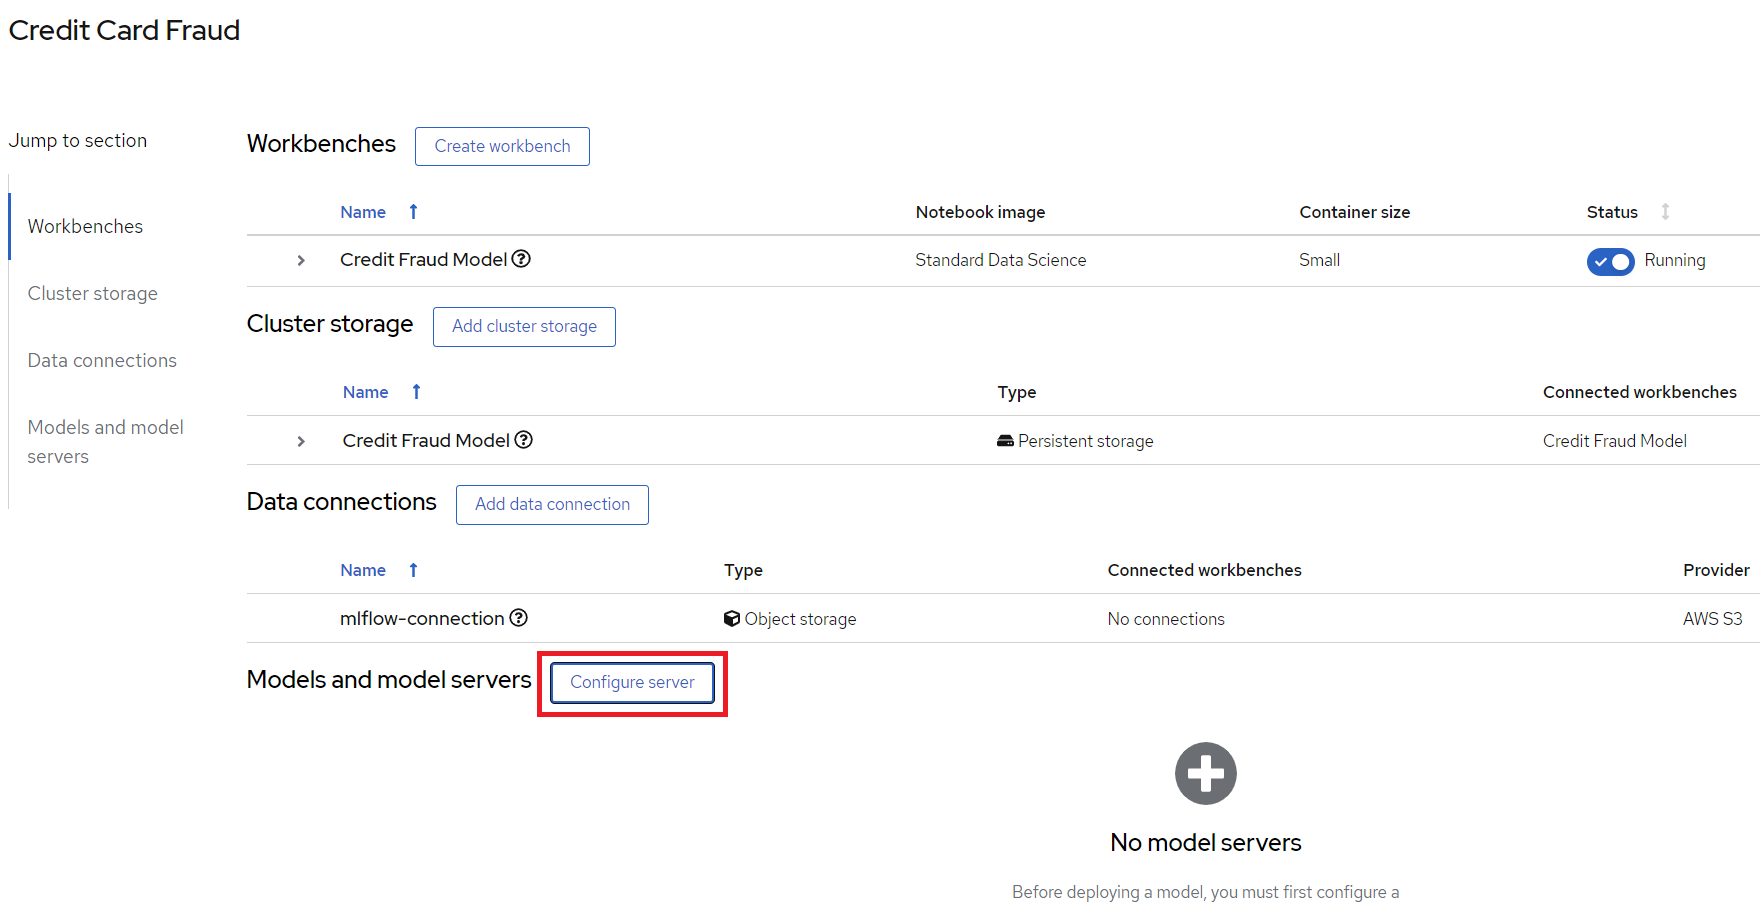 Credit Card Fraud
Jump to section
Workbenches
Cluster storage
Data connections
Models and model
servers
Workbenches Create workbench
Name Notebook image Container size Status
Credit Fraud Model Standard Data Science Small Running
Cluster storage Add cluster storage
Name Type Connected workbenches
Credit Fraud Model Persistent storage Credit Fraud Model
Data connections Add data connection
Name Type Connected workbenches Provider
mlflow-connection Object storage No connections AWS S3
Models and model servers Configure server
No model servers
Before deploying a model, you must first configure a